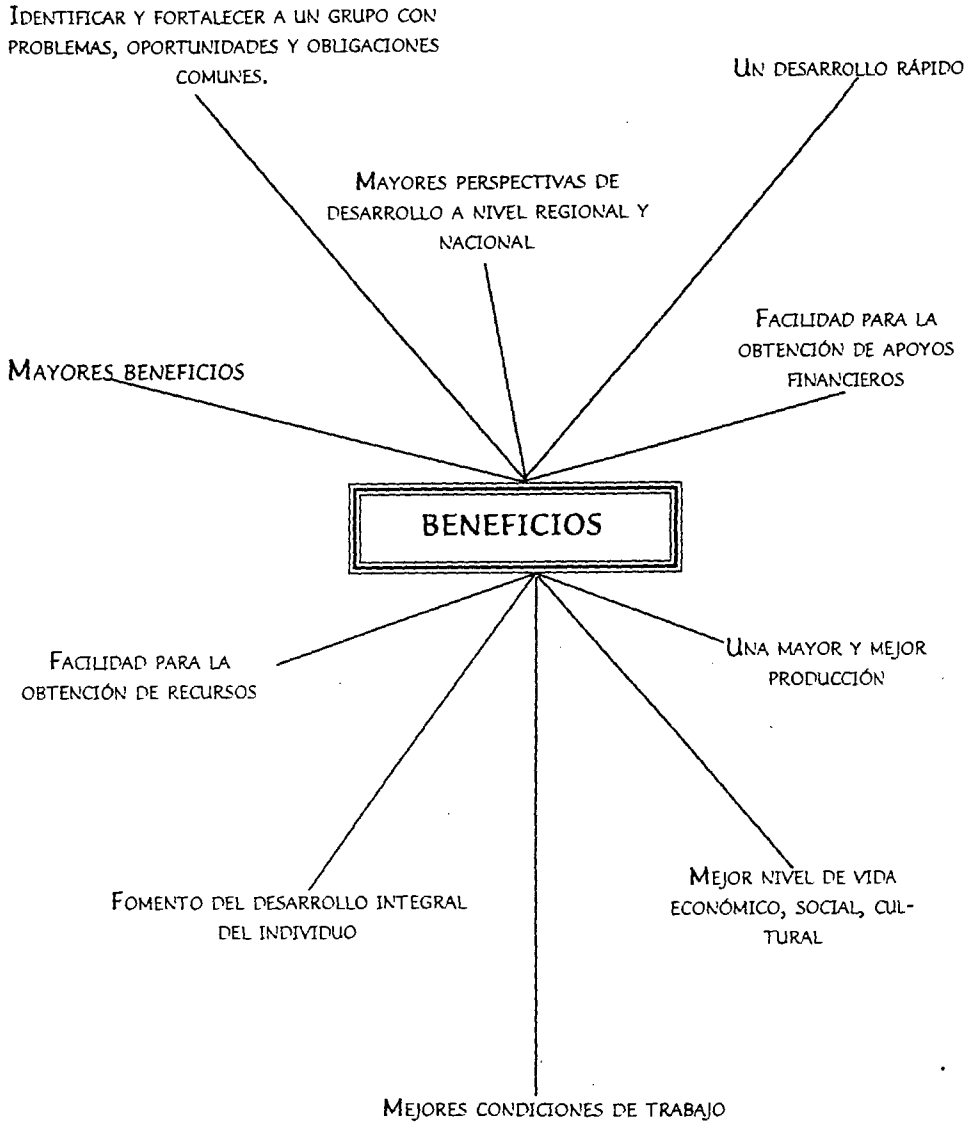 IDENTIFICAR Y FORTALECER A UN GRUPO CON
PROBLEMAS, OPORTUNIDADES Y OBLIGACIONES
COMUNES.
UN DESARROLLO RÁPIDO
MAYORES PERSPECTIVAS DE
DESARROLLO A NIVEL REGIONAL Y
NACIONAL
FACILIDAD PARA LA
OBTENCIÓN DE APOYOS
FINANCIEROS
MAYORES BENEFICIOS
BENEFICIOS
FACILIDAD PARA LA
OBTENCIÓN DE RECURSOS
UNA MAYOR Y MEJOR
PRODUCCIÓN
FOMENTO DEL DESARROLLO INTEGRAL
DEL INDIVIDUO
MEJOR NIVEL DE VIDA
ECONÓMICO, SOCIAL, CUL-
TURAL
MEJORES CONDICIONES DE TRABAJO